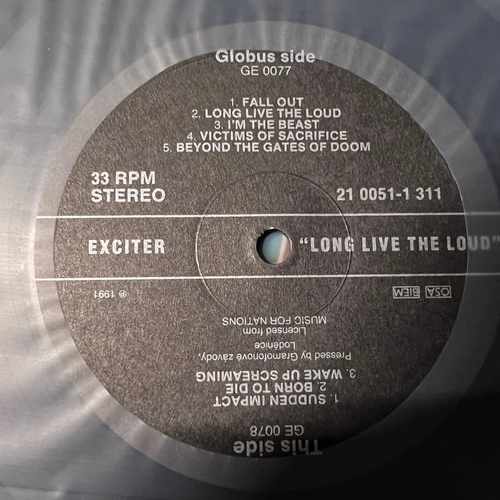 Globus side
GE 0077
1. FALL OUT
2. LONG LIVE THE LOUD
3. I'M THE BEAST
4. VICTIMS OF SACRIFICE
5. BEYOND THE GATES OF DOOM
33 RPM
STEREO
21 0051-1 311
EXCITER
"LONG LIVE THE LOUD"
℗ 1991
OSA BIEM
This side
GE 0078
1. SUDDEN IMPACT
2. BORN TO DIE
3. WAKE UP SCREAMING
Pressed by Gramofonové závody,
Loděnice
Licensed from
MUSIC FOR NATIONS